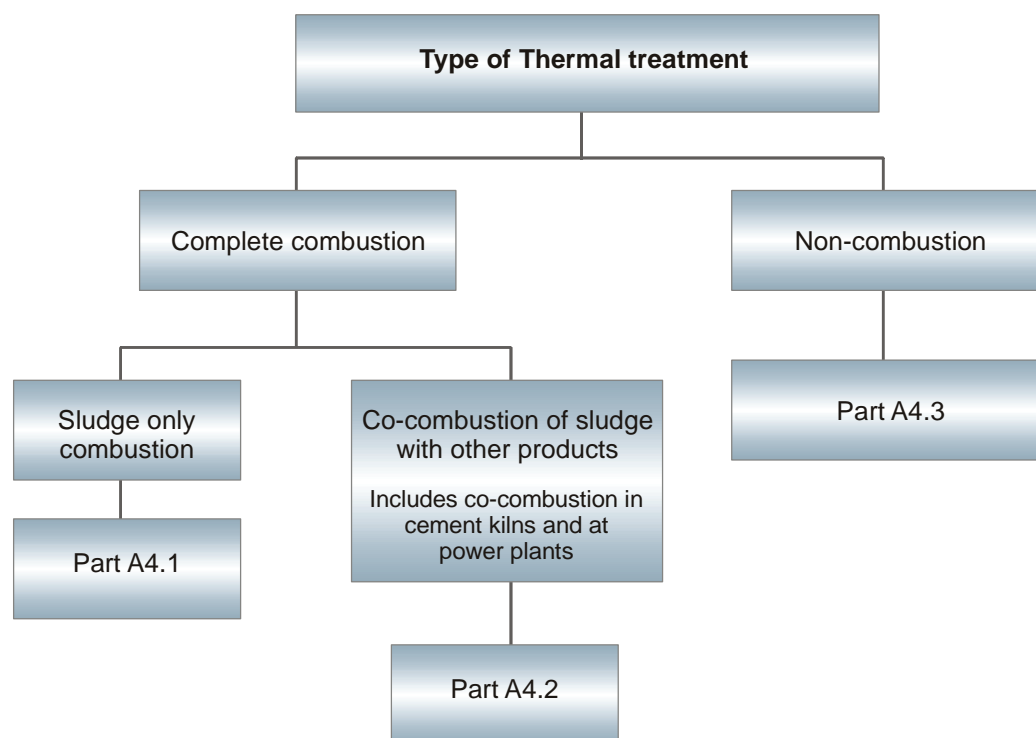 Type of Thermal treatment
Complete combustion
Non-combustion
Sludge only
combustion
Co-combustion of sludge
with other products
Includes co-combustion in
cement kilns and at
power plants
Part A4.3
Part A4.1
Part A4.2